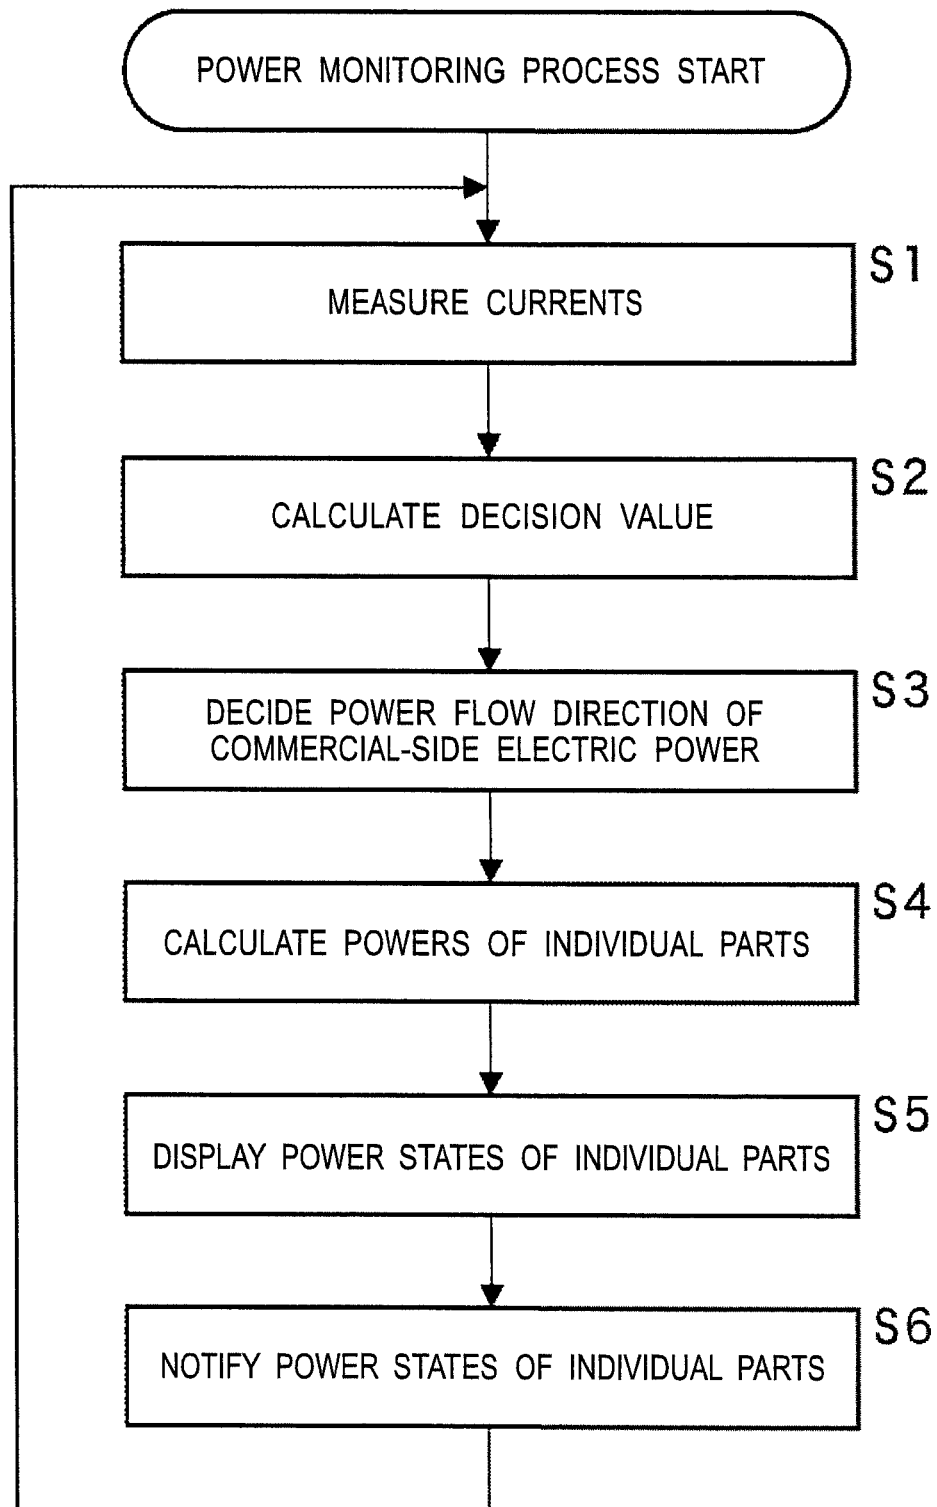 POWER MONITORING PROCESS START
S1
MEASURE CURRENTS
S2
CALCULATE DECISION VALUE
S3
DECIDE POWER FLOW DIRECTION OF
COMMERCIAL-SIDE ELECTRIC POWER
S4
CALCULATE POWERS OF INDIVIDUAL PARTS
S5
DISPLAY POWER STATES OF INDIVIDUAL PARTS
S6
NOTIFY POWER STATES OF INDIVIDUAL PARTS